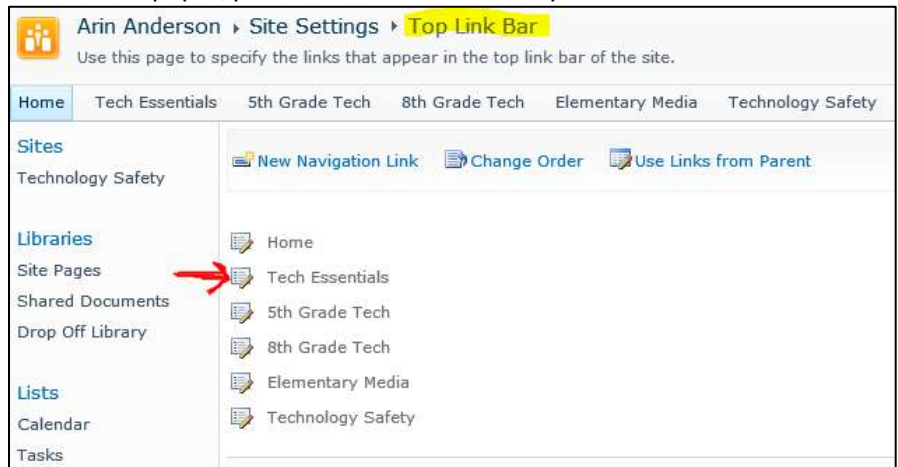 Arin Anderson ▸ Site Settings ▸ Top Link Bar
Use this page to specify the links that appear in the top link bar of the site.
Home Tech Essentials 5th Grade Tech 8th Grade Tech Elementary Media Technology Safety
Sites
Technology Safety
New Navigation Link Change Order Use Links from Parent
Libraries
Site Pages
Shared Documents
Drop Off Library
Lists
Calendar
Tasks
Home
Tech Essentials
5th Grade Tech
8th Grade Tech
Elementary Media
Technology Safety